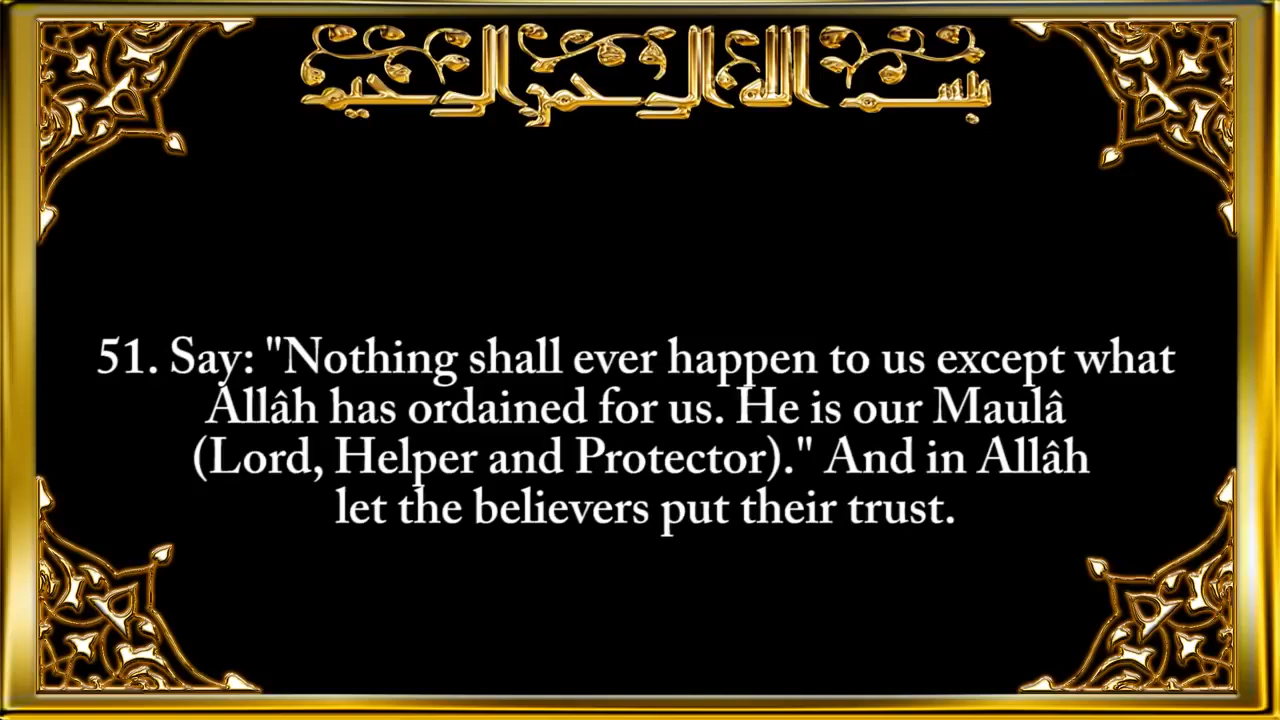 بسم الله الرحمن الرحيم
51. Say: "Nothing shall ever happen to us except what
Allâh has ordained for us. He is our Maulâ
(Lord, Helper and Protector)." And in Allâh
let the believers put their trust.